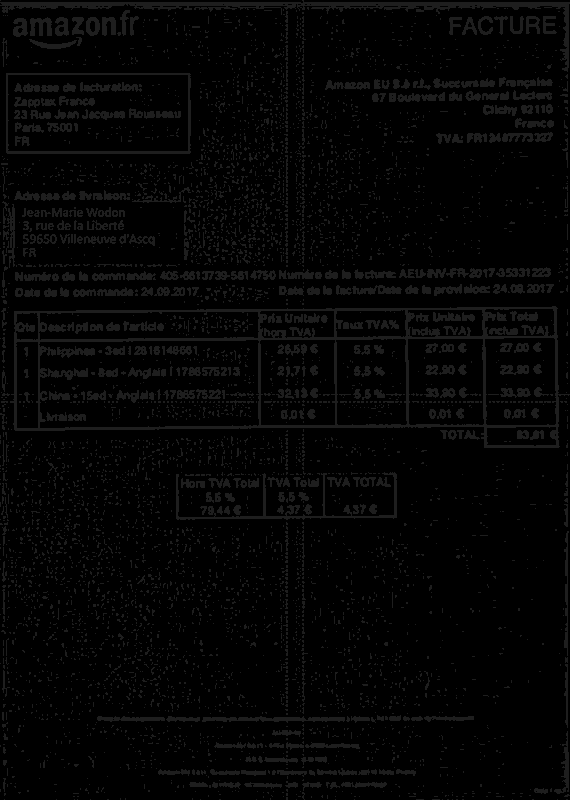 amazon.fr
FACTURE
Adresse de facturation:
Zapptax France
23 Rue Jean Jacques Rousseau
Paris, 75001
FR
Amazon EU S.à r.l., Succursale Française
67 Boulevard du General Leclerc
Clichy 92110
France
TVA: FR12487773327
Adresse de livraison:
Jean-Marie Wodon
3, rue de la Liberté
59650 Villeneuve d'Ascq
FR
Numéro de la commande: 405-6613739-5614750 Numéro de la facture: AEU-INV-FR-2017-35331223
Date de la commande: 24.09.2017 Date de la facture/Date de la provision: 24.09.2017
Qté Description de l'article Prix Unitaire (hors TVA) Taux TVA% Prix Unitaire (inclus TVA) Prix Total (inclus TVA)
1 Philippines - 3ed | 2816146661 25,59 € 5,5 % 27,00 € 27,00 €
1 Shanghai - 8ed - Anglais | 1786575213 21,71 € 5,5 % 22,90 € 22,90 €
1 China - 15ed - Anglais | 1786575221 32,13 € 5,5 % 33,90 € 33,90 €
Livraison 0,01 € 0,01 € 0,01 €
TOTAL: 83,81 €
Hors TVA Total TVA Total TVA TOTAL
5,5 % 5,5 %
79,44 € 4,37 € 4,37 €